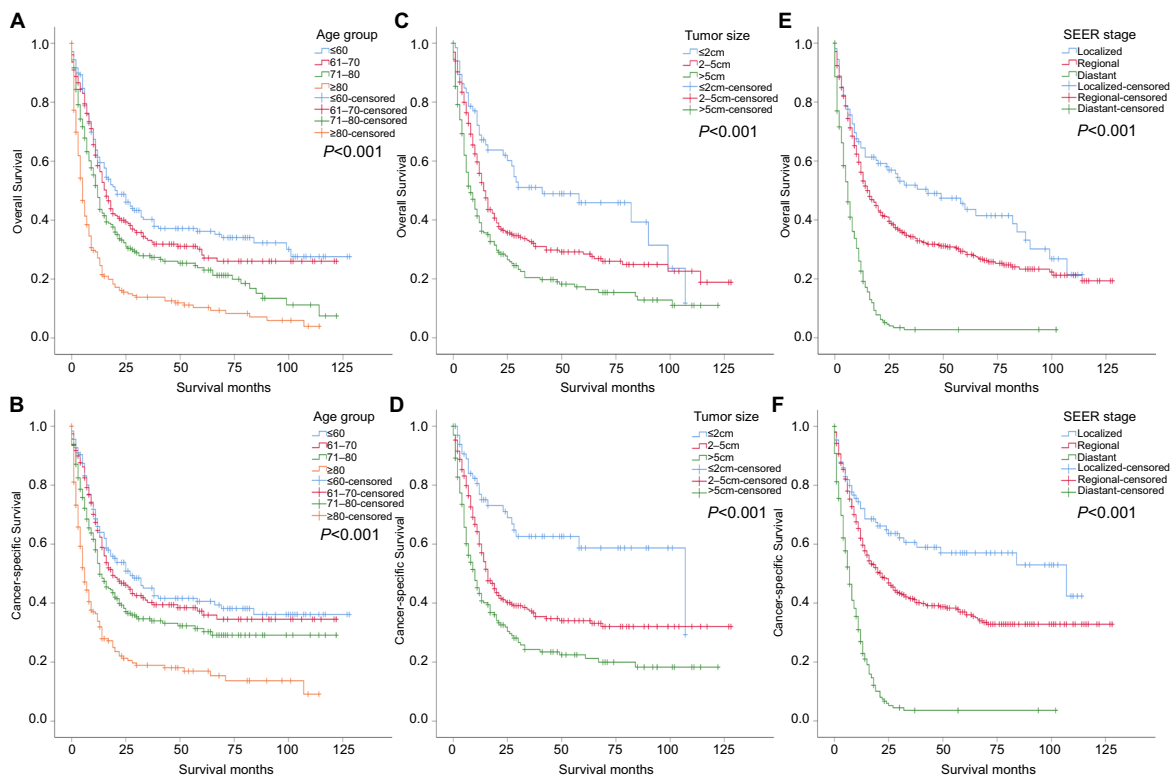 A
Age group
≤60
61–70
71–80
≥80
≤60-censored
61–70-censored
71–80-censored
≥80-censored
P<0.001
Overall Survival
1.0
0.8
0.6
0.4
0.2
0.0
0 25 50 75 100 125
Survival months
C
Tumor size
≤2cm
2–5cm
>5cm
≤2cm-censored
2–5cm-censored
>5cm-censored
P<0.001
Overall Survival
1.0
0.8
0.6
0.4
0.2
0.0
0 25 50 75 100 125
Survival months
E
SEER stage
Localized
Regional
Diastant
Localized-censored
Regional-censored
Diastant-censored
P<0.001
Overall Survival
1.0
0.8
0.6
0.4
0.2
0.0
0 25 50 75 100 125
Survival months
B
Age group
≤60
61–70
71–80
≥80
≤60-censored
61–70-censored
71–80-censored
≥80-censored
P<0.001
Cancer-specific Survival
1.0
0.8
0.6
0.4
0.2
0.0
0 25 50 75 100 125
Survival months
D
Tumor size
≤2cm
2–5cm
>5cm
≤2cm-censored
2–5cm-censored
>5cm-censored
P<0.001
Cancer-specific Survival
1.0
0.8
0.6
0.4
0.2
0.0
0 25 50 75 100 125
Survival months
F
SEER stage
Localized
Regional
Diastant
Localized-censored
Regional-censored
Diastant-censored
P<0.001
Cancer-specific Survival
1.0
0.8
0.6
0.4
0.2
0.0
0 25 50 75 100 125
Survival months